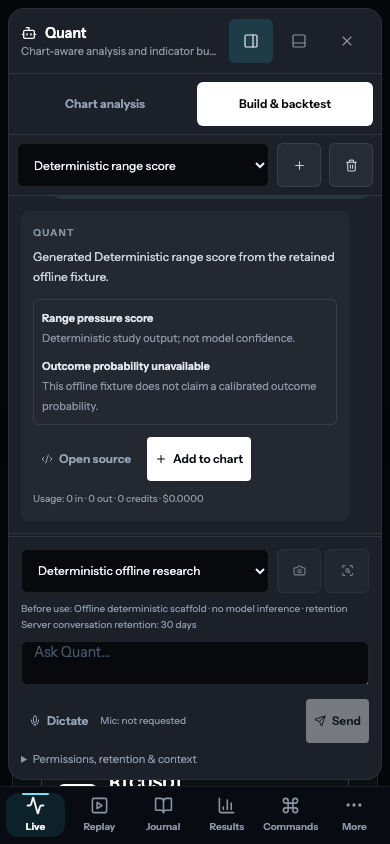 Quant
Chart-aware analysis and indicator bu...
Chart analysis
Build & backtest
Deterministic range score
QUANT
Generated Deterministic range score from the retained
offline fixture.
Range pressure score
Deterministic study output; not model confidence.
Outcome probability unavailable
This offline fixture does not claim a calibrated outcome
probability.
</> Open source
+ Add to chart
Usage: 0 in · 0 out · 0 credits · $0.0000
Deterministic offline research
Before use: Offline deterministic scaffold · no model inference · retention
Server conversation retention: 30 days
Ask Quant...
Dictate
Mic: not requested
Send
Permissions, retention & context
BTCUSDT
Live
Replay
Journal
Results
Commands
More